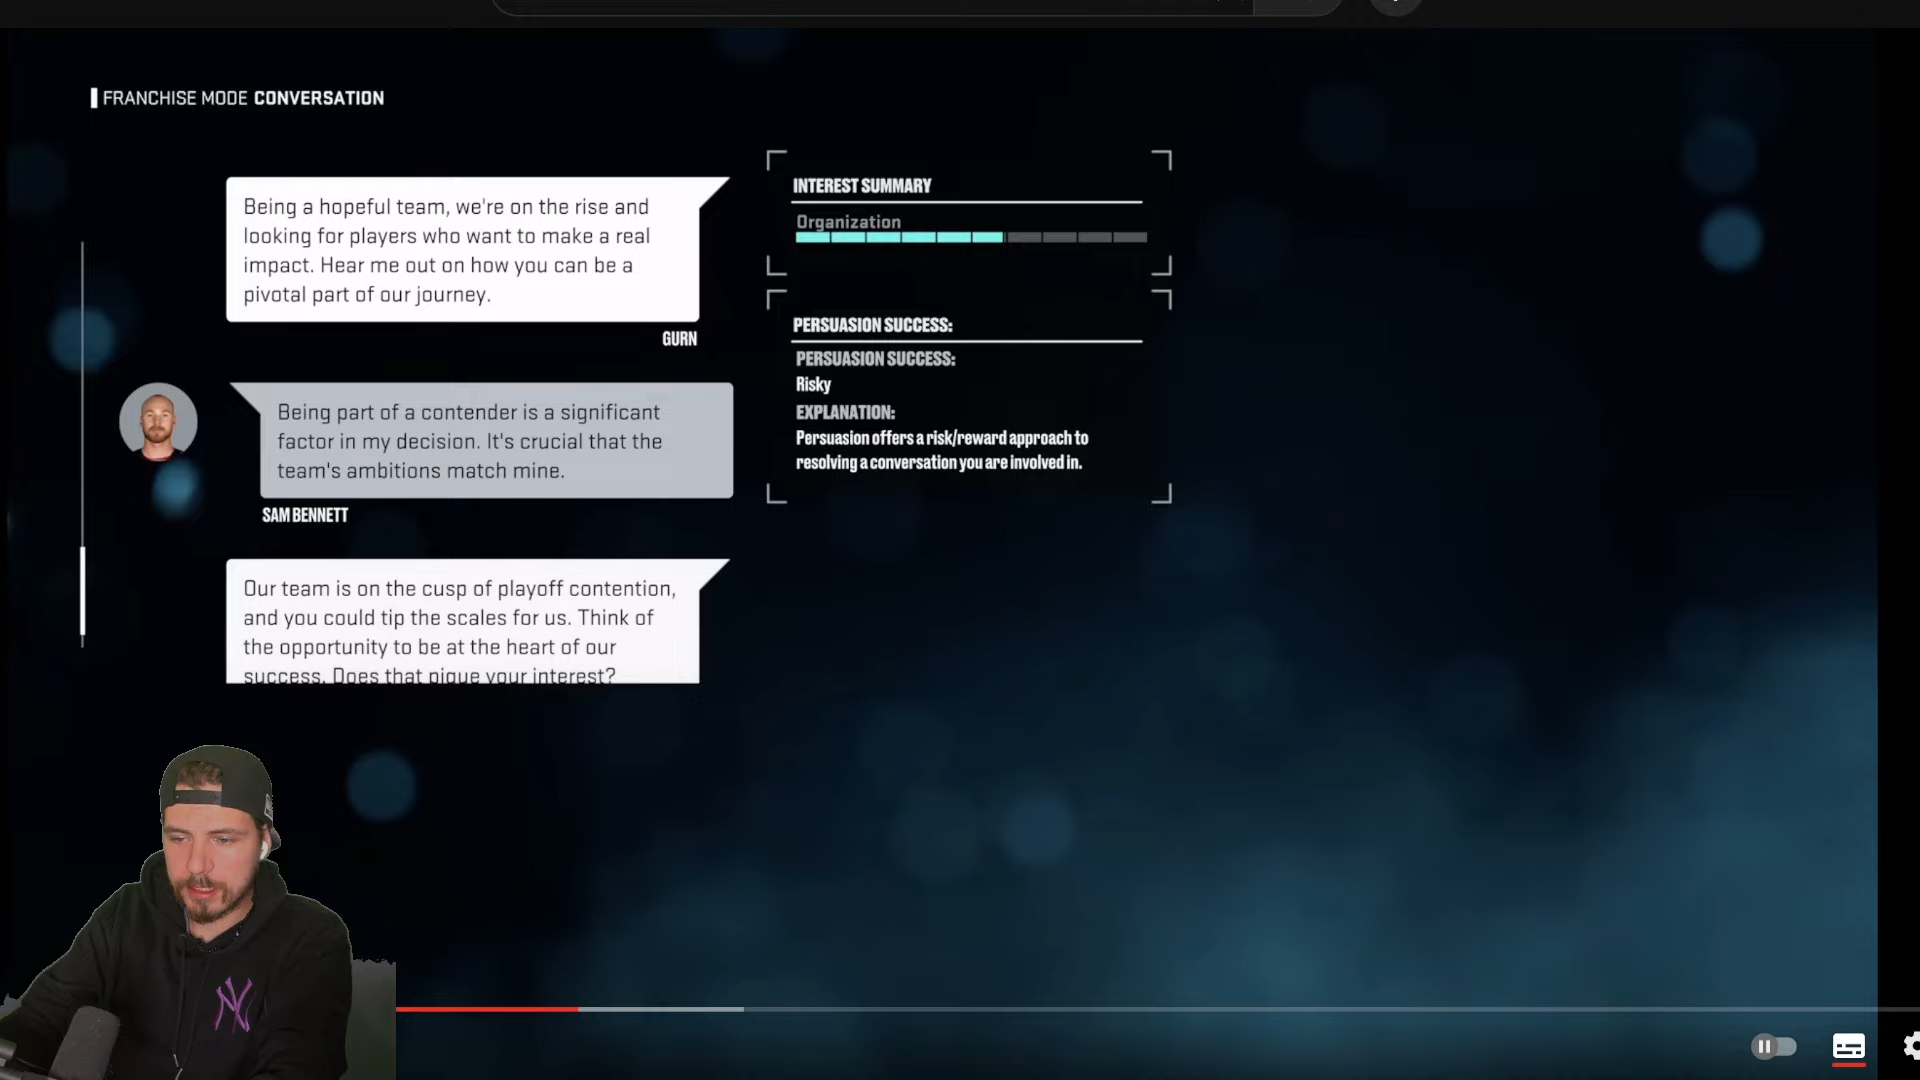 FRANCHISE MODE CONVERSATION
Being a hopeful team, we're on the rise and
looking for players who want to make a real
impact. Hear me out on how you can be a
pivotal part of our journey.
GURN
Being part of a contender is a significant
factor in my decision. It's crucial that the
team's ambitions match mine.
SAM BENNETT
Our team is on the cusp of playoff contention,
and you could tip the scales for us. Think of
the opportunity to be at the heart of our
success. Does that pique your interest?
INTEREST SUMMARY
Organization
PERSUASION SUCCESS:
PERSUASION SUCCESS:
Risky
EXPLANATION:
Persuasion offers a risk/reward approach to
resolving a conversation you are involved in.
NY